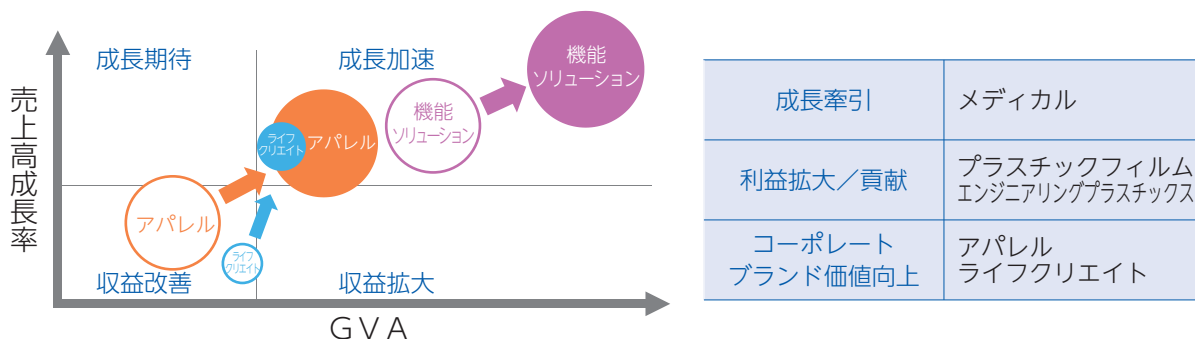 売上高成長率
成長期待
成長加速
機能
ソリューション
機能
ソリューション
ライフ
クリエイト
アパレル
アパレル
ライフ
クリエイト
収益改善
収益拡大
GVA
成長牽引
メディカル
利益拡大／貢献
プラスチックフィルム
エンジニアリングプラスチックス
コーポレート
ブランド価値向上
アパレル
ライフクリエイト